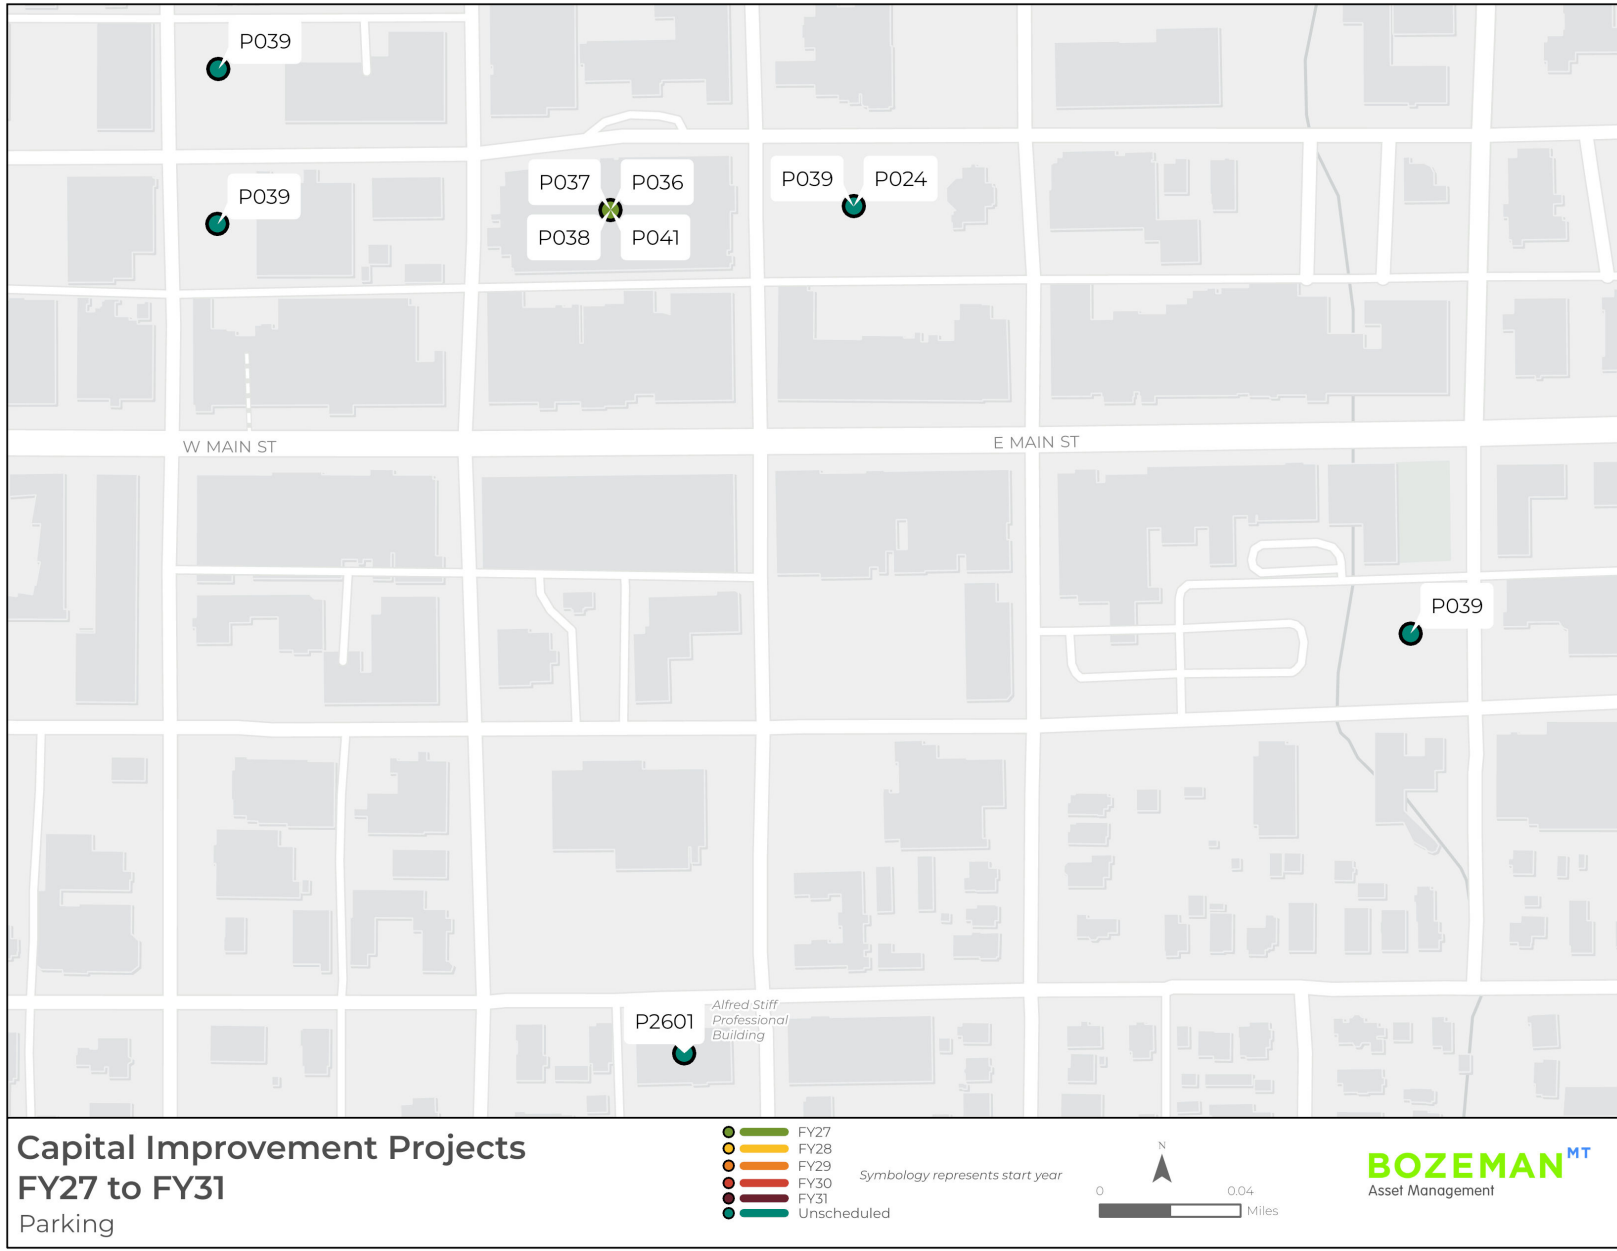 P039
P039
P037
P036
P038
P041
P039
P024
W MAIN ST
E MAIN ST
P039
P2601
Alfred Stiff
Professional
Building
Capital Improvement Projects
FY27 to FY31
Parking
FY27
FY28
FY29
FY30
FY31
Unscheduled
Symbology represents start year
N
0 0.04
Miles
BOZEMAN MT
Asset Management